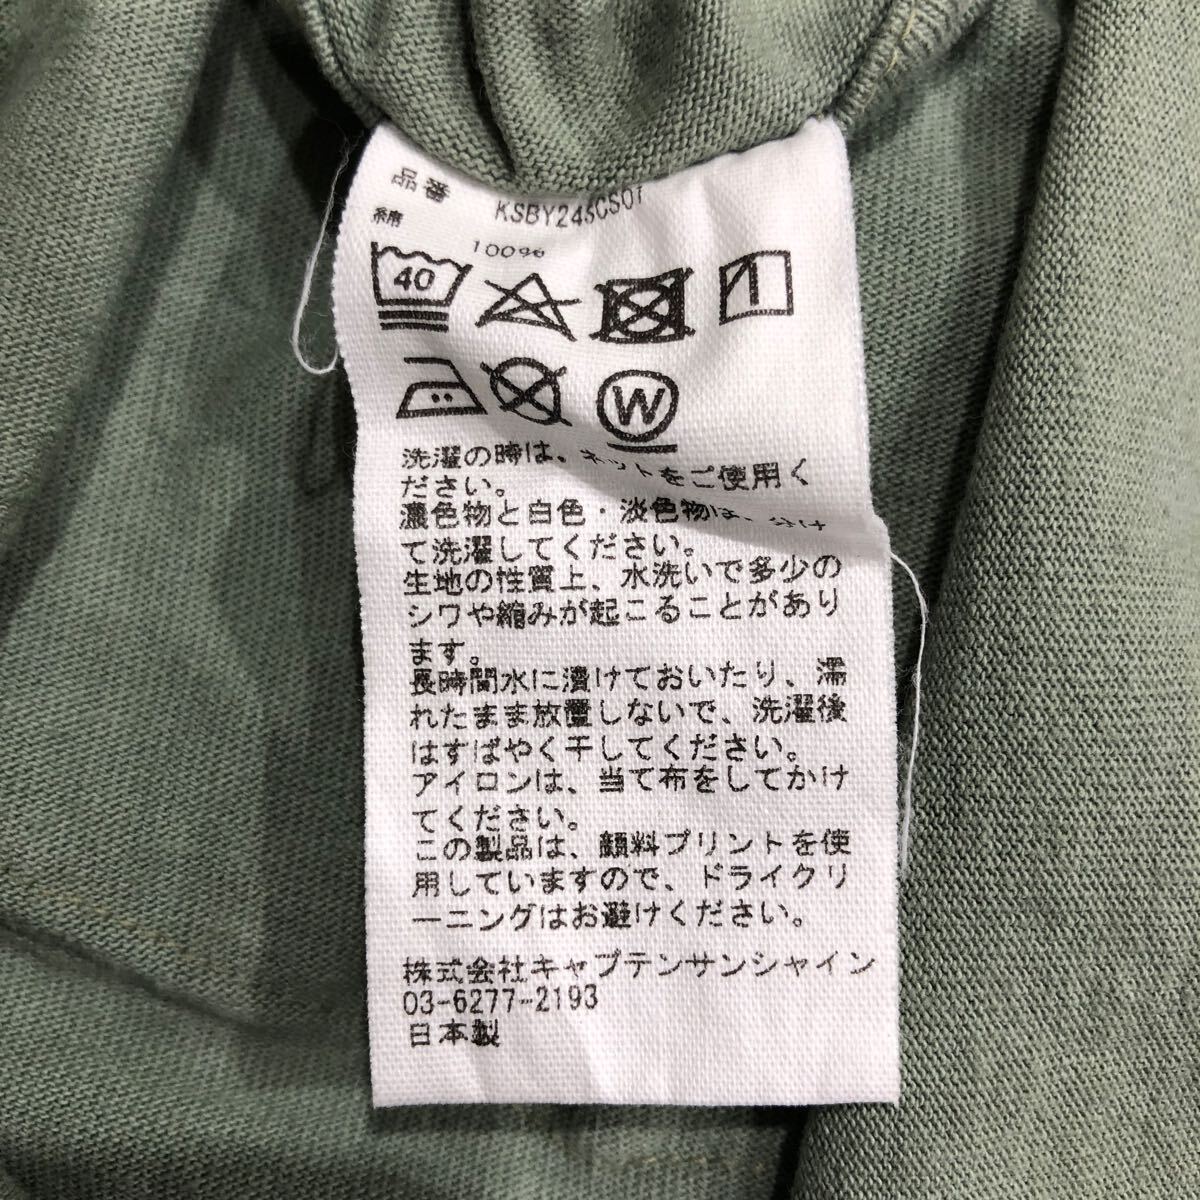 品番 KSBY246CS01
綿 100%
40
W
洗濯の時は、ネットをご使用く
ださい。
濃色物と白色・淡色物は、分け
て洗濯してください。
生地の性質上、水洗いで多少の
シワや縮みが起こることがあり
ます。
長時間水に漬けておいたり、濡
れたまま放置しないで、洗濯後
はすばやく干してください。
アイロンは、当て布をしてかけ
てください。
この製品は、顔料プリントを使
用していますので、ドライクリ
ーニングはお避けください。
株式会社キャプテンサンシャイン
03-6277-2193
日本製